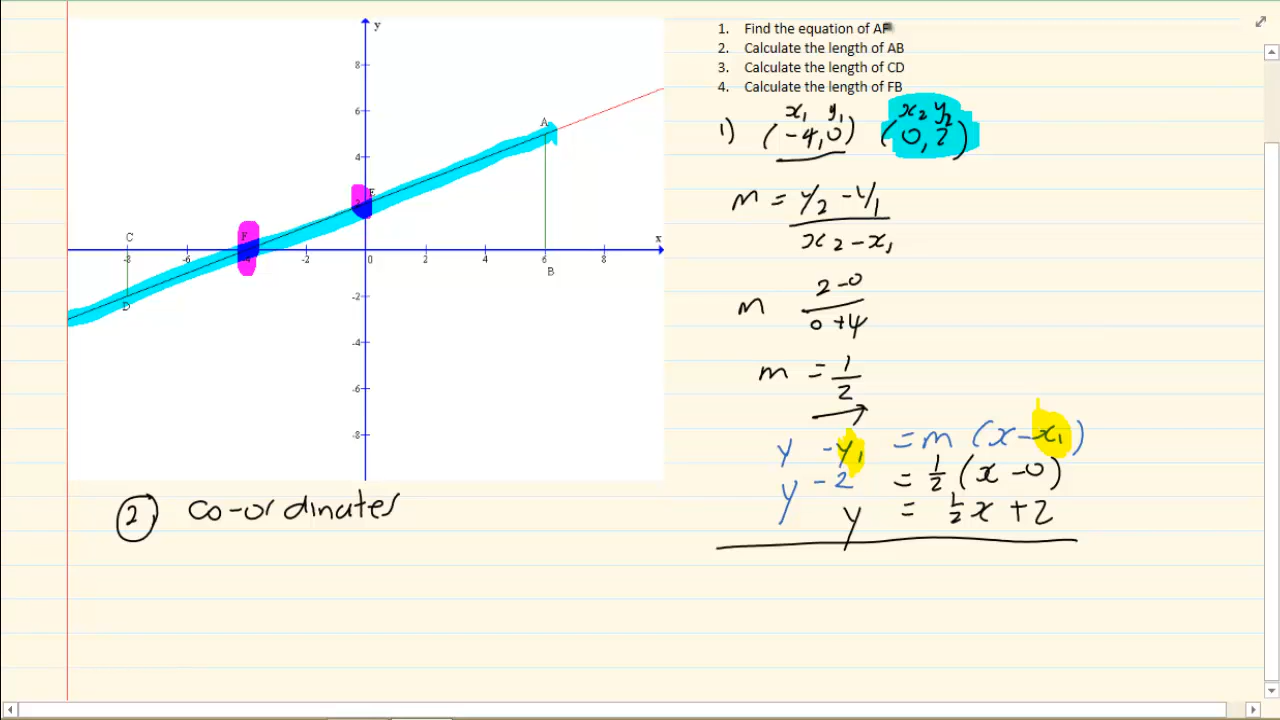 1. Find the equation of AF
2. Calculate the length of AB
3. Calculate the length of CD
4. Calculate the length of FB
y
8
6
A
4
E
2
C
F
x
-8
-6
-4
-2
0
2
4
6
8
B
D
-2
-4
-6
-8
1) (-4,0) (0,2)
x1 y1 x2 y2
m = y2 - y1
x2 - x1
m 2-0
0+4
m = 1
2
y - y1 = m (x - x1)
y - 2 = 1/2 (x - 0)
y = 1/2 x + 2
2) co-ordinates